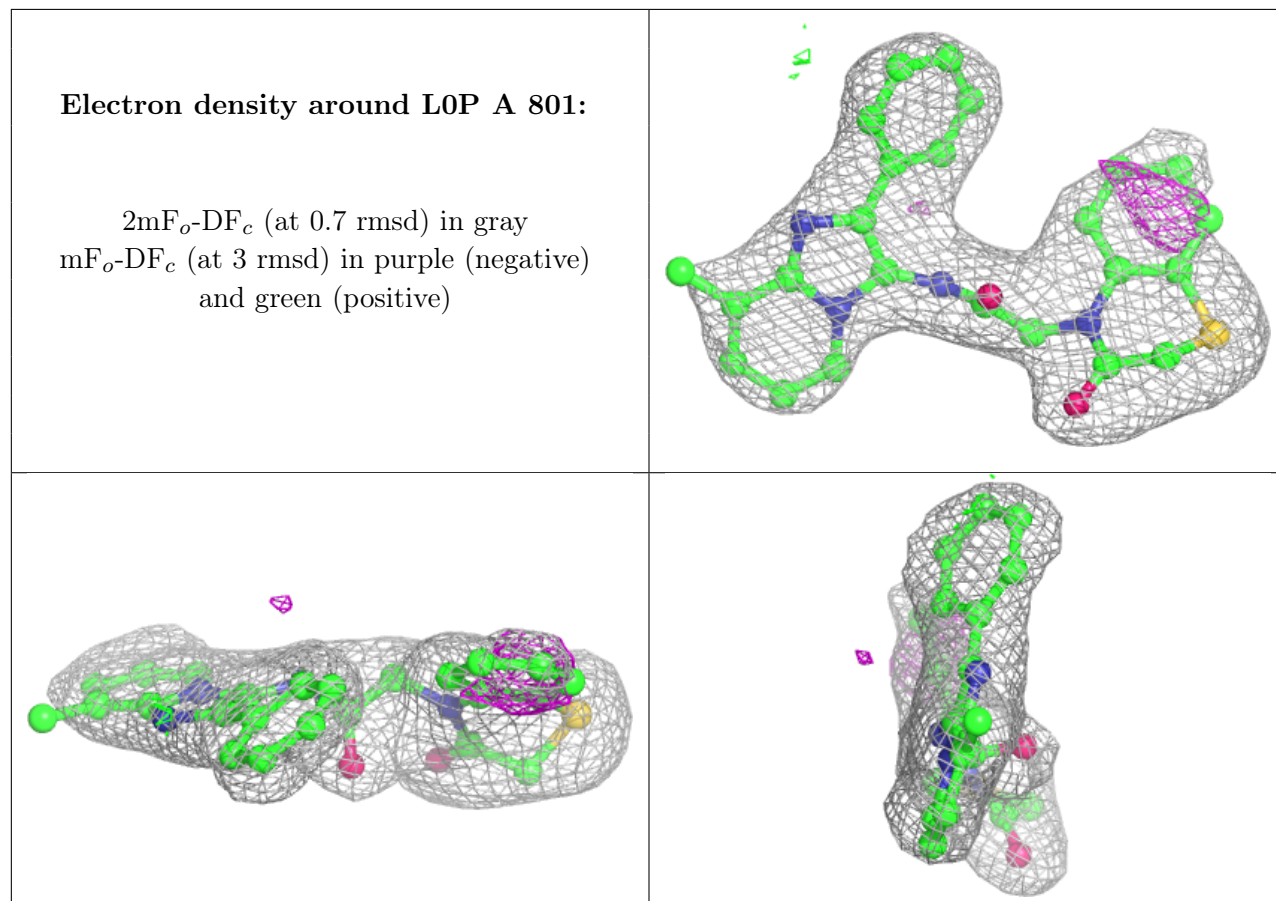 Electron density around L0P A 801:
2mFo-DFc (at 0.7 rmsd) in gray
mFo-DFc (at 3 rmsd) in purple (negative)
and green (positive)